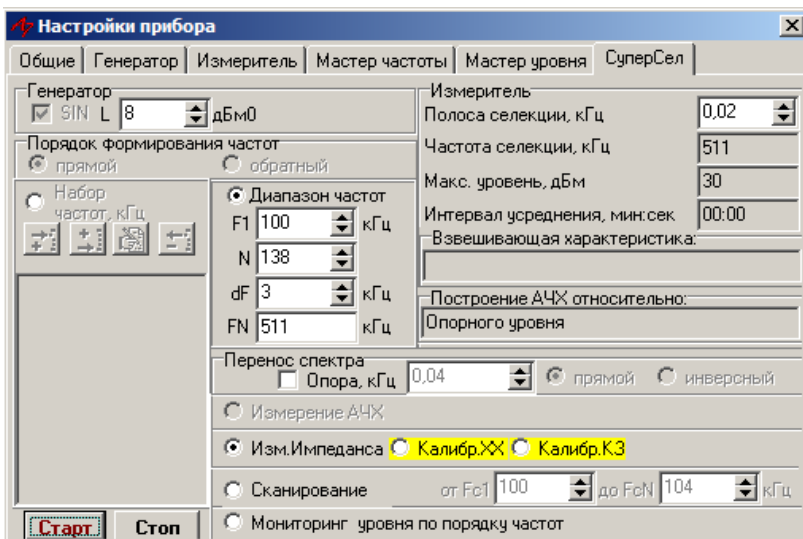 Настройки прибора
Общие Генератор Измеритель Мастер частоты Мастер уровня СуперСел
Генератор
SIN L 8 дБм0
Порядок формирования частот
прямой обратный
Набор частот, кГц
Диапазон частот
F1 100 кГц
N 138
dF 3 кГц
FN 511 кГц
Измеритель
Полоса селекции, кГц 0,02
Частота селекции, кГц 511
Макс. уровень, дБм 30
Интервал усреднения, мин:сек 00:00
Взвешивающая характеристика:
Построение АЧХ относительно:
Опорного уровня
Перенос спектра
Опора, кГц 0,04 прямой инверсный
Измерение АЧХ
Изм.Импеданса Калибр.ХХ Калибр.КЗ
Сканирование от Fc1 100 до FcN 104 кГц
Мониторинг уровня по порядку частот
Старт Стоп